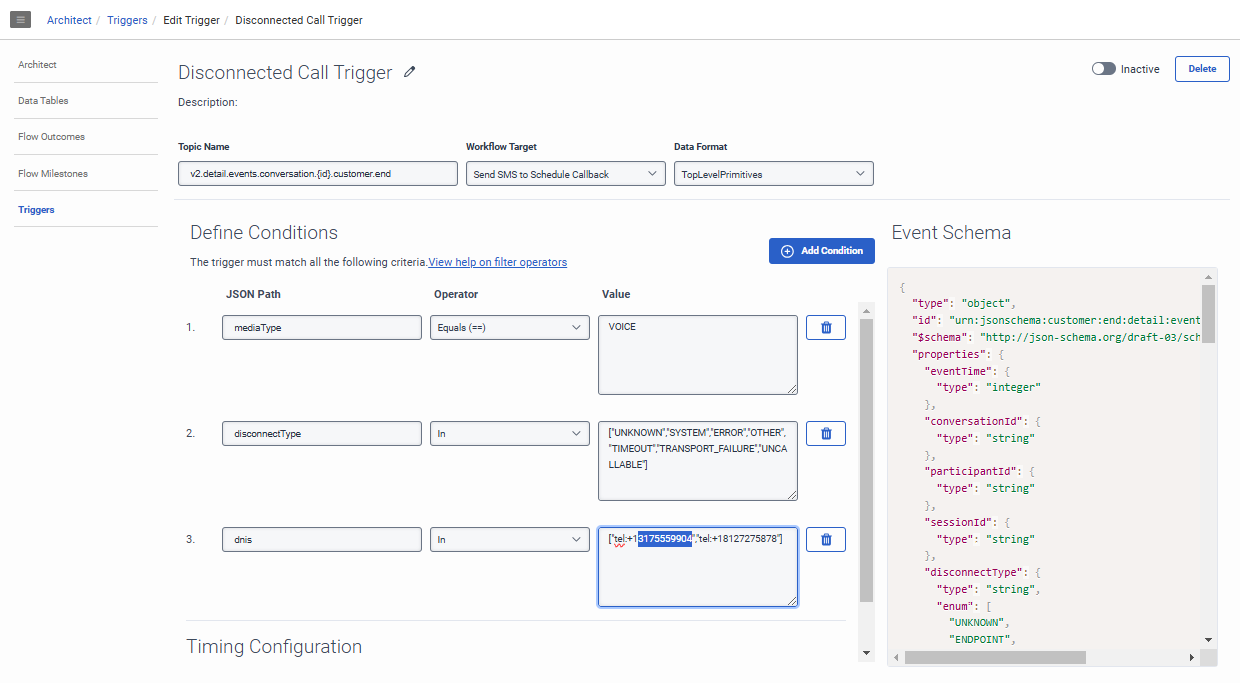 Architect / Triggers / Edit Trigger / Disconnected Call Trigger
Architect
Data Tables
Flow Outcomes
Flow Milestones
Triggers
Disconnected Call Trigger
Inactive
Delete
Description:
Topic Name
Workflow Target
Data Format
v2.detail.events.conversation.{id}.customer.end
Send SMS to Schedule Callback
TopLevelPrimitives
Define Conditions
The trigger must match all the following criteria.View help on filter operators
Add Condition
JSON Path
Operator
Value
1.
mediaType
Equals (==)
VOICE
2.
disconnectType
In
["UNKNOWN","SYSTEM","ERROR","OTHER",
"TIMEOUT","TRANSPORT_FAILURE","UNCA
LLABLE"]
3.
dnis
In
["tel:+13175559904","tel:+18127275878"]
Timing Configuration
Event Schema
{
"type": "object",
"id": "urn:jsonschema:customer:end:detail:event
"$schema": "http://json-schema.org/draft-03/sch
"properties": {
"eventTime": {
"type": "integer"
},
"conversationId": {
"type": "string"
},
"participantId": {
"type": "string"
},
"sessionId": {
"type": "string"
},
"disconnectType": {
"type": "string",
"enum": [
"UNKNOWN",
"ENDPOINT",